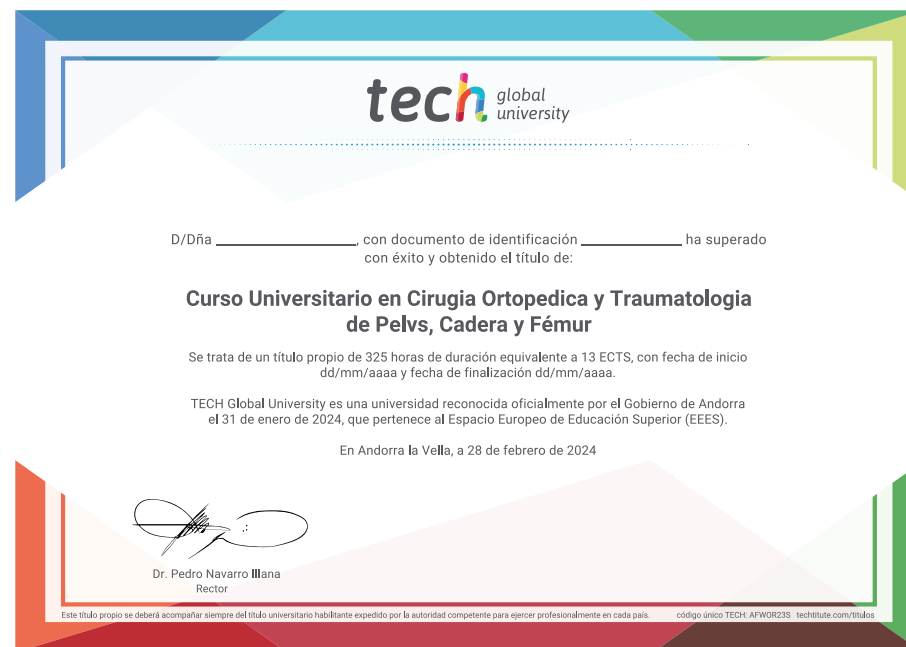 tech global university
D/Dña ________________, con documento de identificación ____________ ha superado
con éxito y obtenido el título de:
Curso Universitario en Cirugia Ortopedica y Traumatologia
de Pelvs, Cadera y Fémur
Se trata de un título propio de 325 horas de duración equivalente a 13 ECTS, con fecha de inicio
dd/mm/aaaa y fecha de finalización dd/mm/aaaa.
TECH Global University es una universidad reconocida oficialmente por el Gobierno de Andorra
el 31 de enero de 2024, que pertenece al Espacio Europeo de Educación Superior (EEES).
En Andorra la Vella, a 28 de febrero de 2024
Dr. Pedro Navarro Illana
Rector
Este título propio se deberá acompañar siempre del título universitario habilitante expedido por la autoridad competente para ejercer profesionalmente en cada país. código único TECH: AFWOR23S techtitute.com/titulos